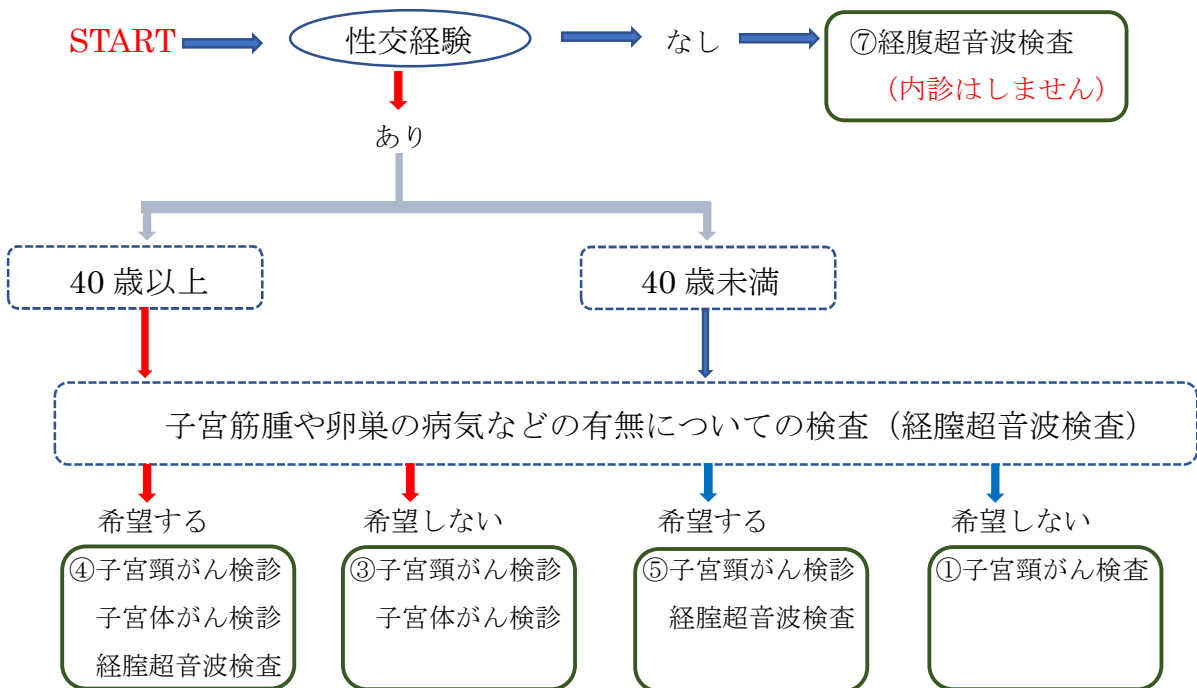 START
性交経験
なし
⑦経腹超音波検査
（内診はしません）
あり
40 歳以上
40 歳未満
子宮筋腫や卵巣の病気などの有無についての検査（経膣超音波検査）
希望する
希望しない
希望する
希望しない
④子宮頸がん検診
子宮体がん検診
経腟超音波検査
③子宮頸がん検診
子宮体がん検診
⑤子宮頸がん検診
経膣超音波検査
①子宮頸がん検査